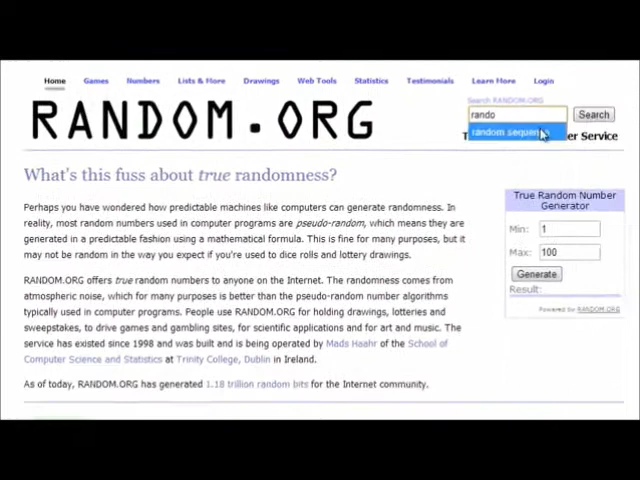 Home Games Numbers Lists & More Drawings Web Tools Statistics Testimonials Learn More Login
Search RANDOM.ORG
RANDOM.ORG
rando Search
random sequen
er Service
What's this fuss about true randomness?
Perhaps you have wondered how predictable machines like computers can generate randomness. In
reality, most random numbers used in computer programs are pseudo-random, which means they are
generated in a predictable fashion using a mathematical formula. This is fine for many purposes, but it
may not be random in the way you expect if you're used to dice rolls and lottery drawings.
RANDOM.ORG offers true random numbers to anyone on the Internet. The randomness comes from
atmospheric noise, which for many purposes is better than the pseudo-random number algorithms
typically used in computer programs. People use RANDOM.ORG for holding drawings, lotteries and
sweepstakes, to drive games and gambling sites, for scientific applications and for art and music. The
service has existed since 1998 and was built and is being operated by Mads Haahr of the School of
Computer Science and Statistics at Trinity College, Dublin in Ireland.
As of today, RANDOM.ORG has generated 1.18 trillion random bits for the Internet community.
True Random Number
Generator
Min: 1
Max: 100
Generate
Result:
Powered by RANDOM.ORG